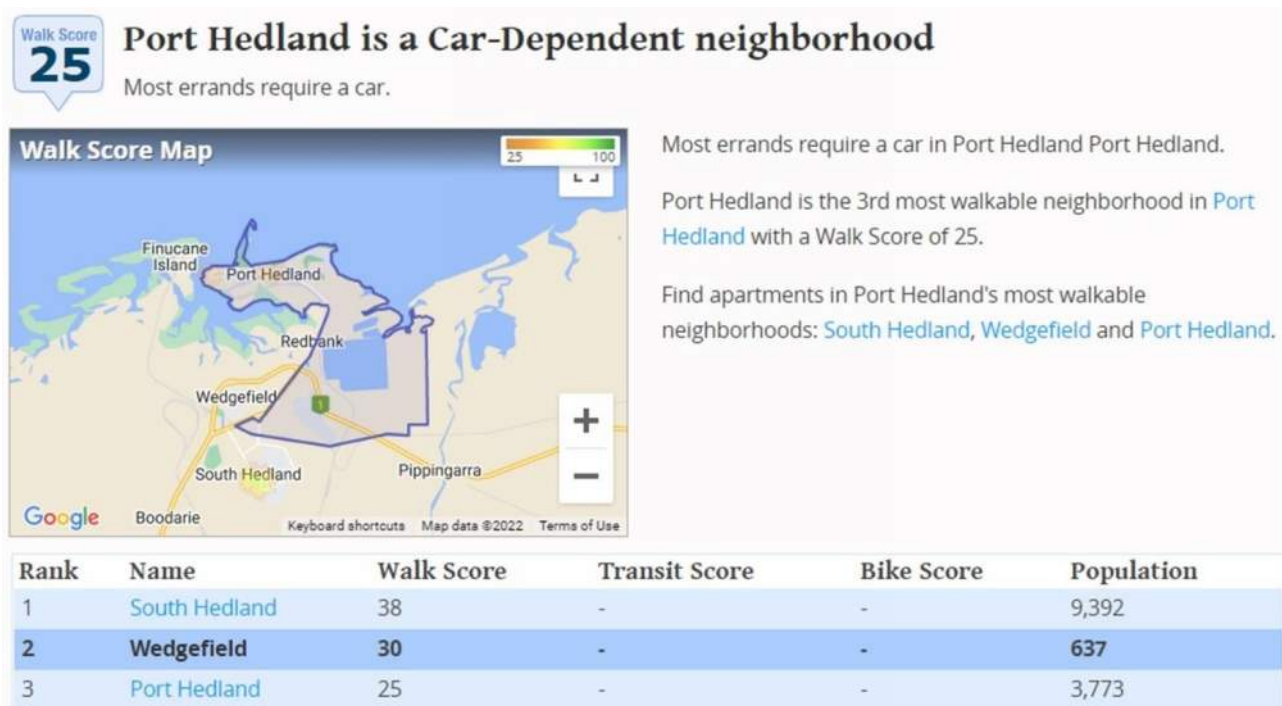 Walk Score
25
Port Hedland is a Car-Dependent neighborhood
Most errands require a car.
Walk Score Map
25 100
Finucane
Island
Port Hedland
Redbank
Wedgefield
1
South Hedland
Pippingarra
Boodarie
Google
Keyboard shortcuts Map data ©2022 Terms of Use
Most errands require a car in Port Hedland Port Hedland.
Port Hedland is the 3rd most walkable neighborhood in Port
Hedland with a Walk Score of 25.
Find apartments in Port Hedland's most walkable
neighborhoods: South Hedland, Wedgefield and Port Hedland.
Rank Name Walk Score Transit Score Bike Score Population
1 South Hedland 38 - - 9,392
2 Wedgefield 30 - - 637
3 Port Hedland 25 - - 3,773